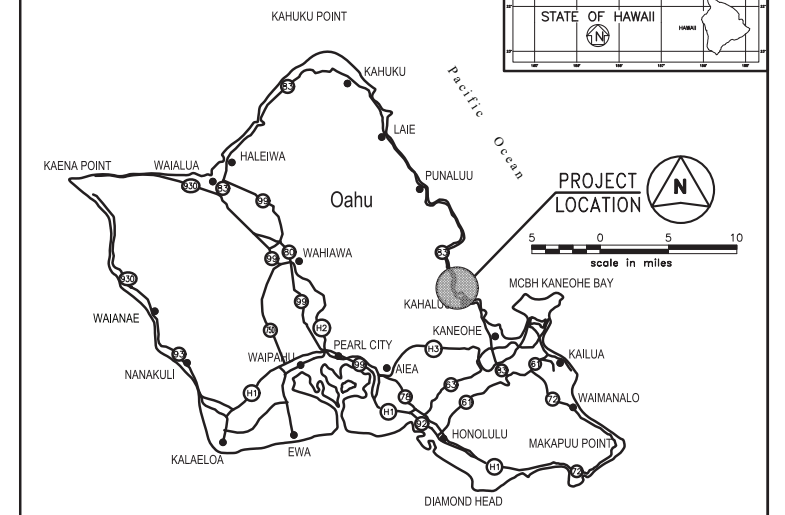 KAHUKU POINT
STATE OF HAWAII
N
HAWAII
KAHUKU
83
Pacific Ocean
LAIE
HALEIWA
WAIALUA
KAENA POINT
PUNALUU
930
83
99
PROJECT
LOCATION
N
Oahu
5 0 5 10
scale in miles
83
80
WAHIAWA
99
930
MCBH KANEOHE BAY
99
KAHALU
WAIANAE
H2
KANEOHE
PEARL CITY
H3
93
WAIPAHU
99
AIEA
KAILUA
NANAKULI
83
61
63
H1
78
72
WAIMANALO
61
H1
92
HONOLULU
MAKAPUU POINT
KALAELOA
EWA
H1
72
DIAMOND HEAD